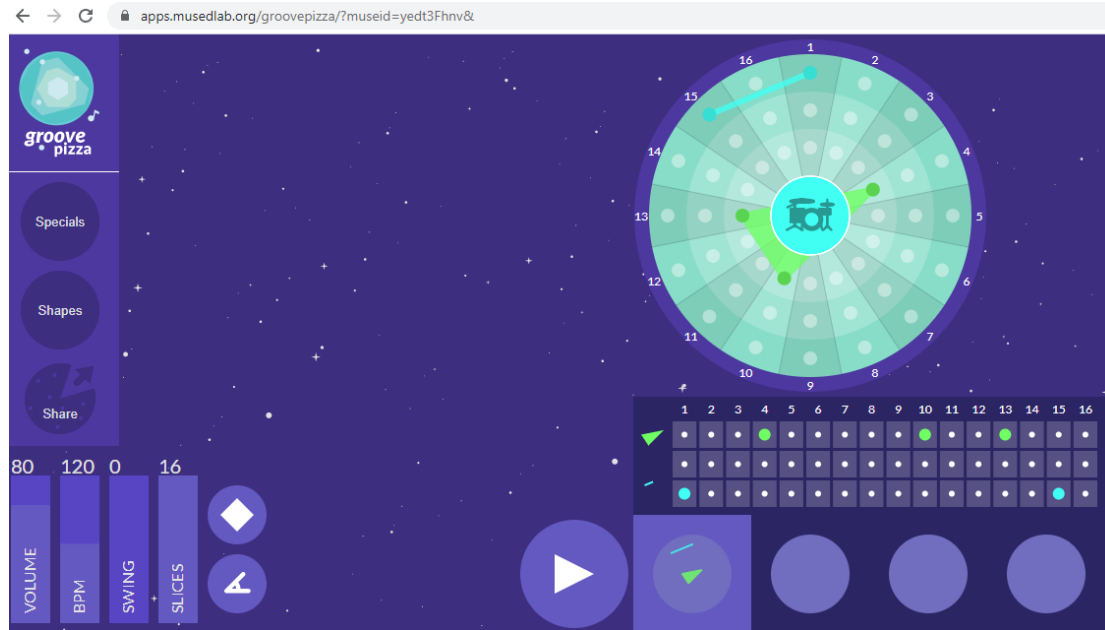 apps.musedlab.org/groovepizza/?museid=yedt3Fhnv&
groove
pizza
Specials
Shapes
Share
80 120 0 16
VOLUME
BPM
SWING
SLICES
1
16 2
15 3
14 4
13 5
12 6
11 7
10 8
9
1 2 3 4 5 6 7 8 9 10 11 12 13 14 15 16